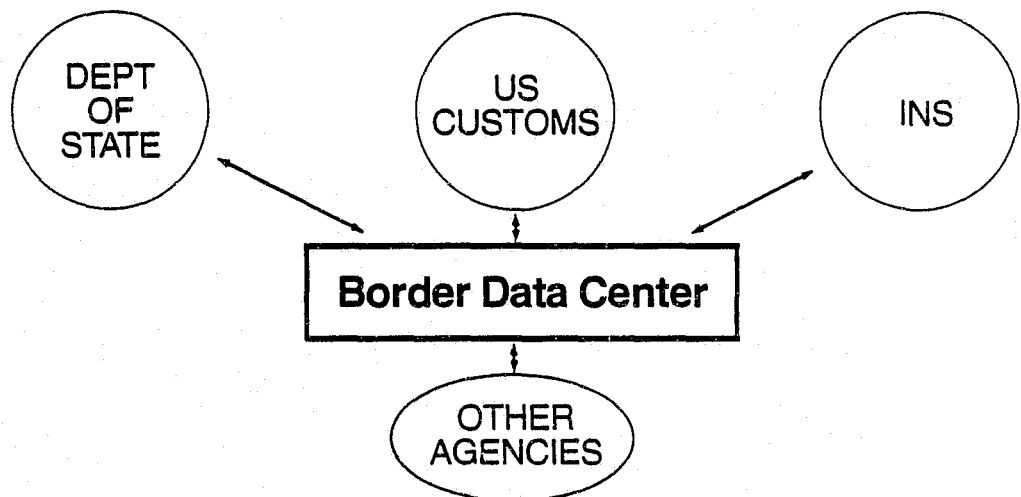 DEPT
OF
STATE
US
CUSTOMS
INS
Border Data Center
OTHER
AGENCIES